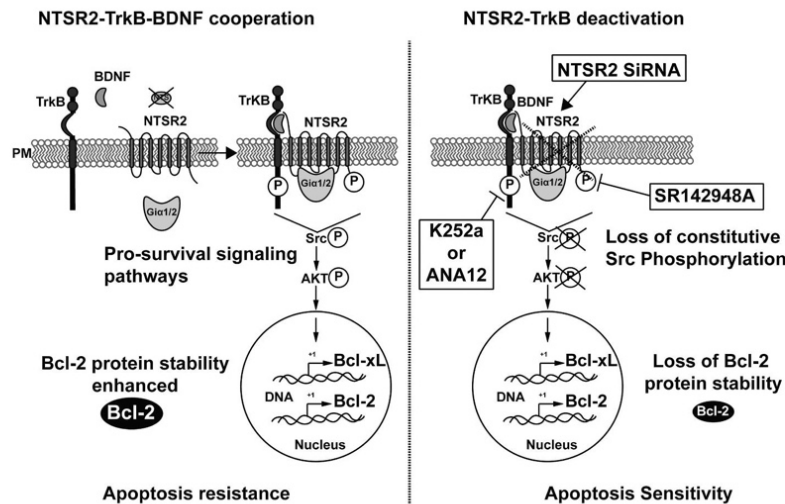 NTSR2-TrkB-BDNF cooperation
BDNF
TrkB
NTSR2
PM
Giα1/2
TrKB
NTSR2
P
Giα1/2
P
Src P
AKT P
Pro-survival signaling
pathways
Bcl-2 protein stability
enhanced
Bcl-2
+1
Bcl-xL
DNA
+1
Bcl-2
Nucleus
Apoptosis resistance
NTSR2-TrkB deactivation
NTSR2 SiRNA
TrKB
BDNF
NTSR2
P
Giα1/2
P
SR142948A
K252a
or
ANA12
Src P
AKT P
Loss of constitutive
Src Phosphorylation
+1
Bcl-xL
DNA
+1
Bcl-2
Nucleus
Loss of Bcl-2
protein stability
Bcl-2
Apoptosis Sensitivity